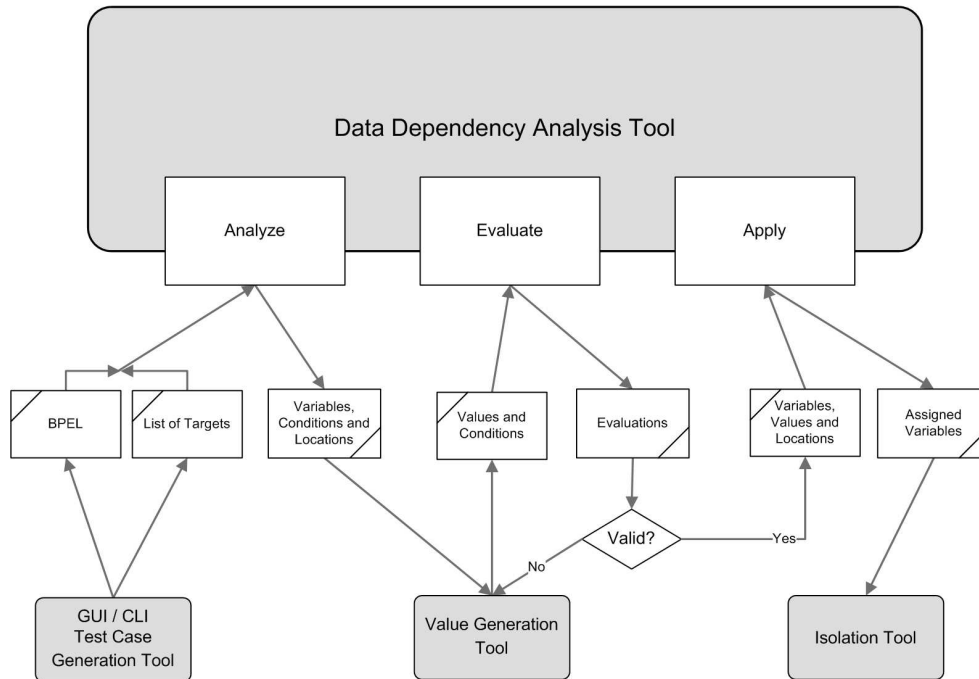 Data Dependency Analysis Tool
Analyze
Evaluate
Apply
BPEL
List of Targets
Variables,
Conditions and
Locations
Values and
Conditions
Evaluations
Variables,
Values and
Locations
Assigned
Variables
Valid?
No
Yes
GUI / CLI
Test Case
Generation Tool
Value Generation
Tool
Isolation Tool